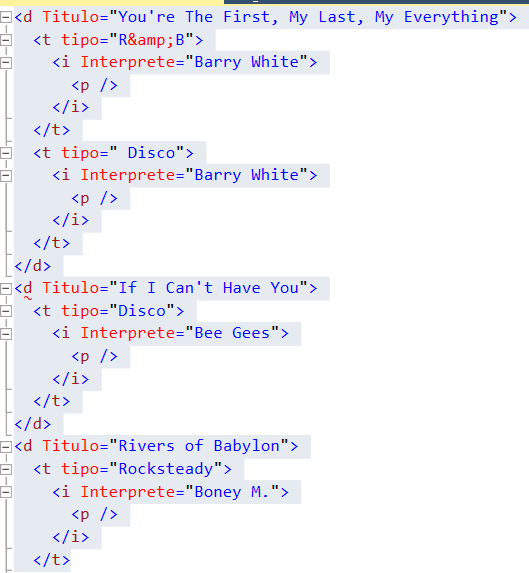 <d Titulo="You're The First, My Last, My Everything">
<t tipo="R&amp;B">
<i Interprete="Barry White">
<p />
</i>
</t>
<t tipo=" Disco">
<i Interprete="Barry White">
<p />
</i>
</t>
</d>
<d Titulo="If I Can't Have You">
<t tipo="Disco">
<i Interprete="Bee Gees">
<p />
</i>
</t>
</d>
<d Titulo="Rivers of Babylon">
<t tipo="Rocksteady">
<i Interprete="Boney M.">
<p />
</i>
</t>